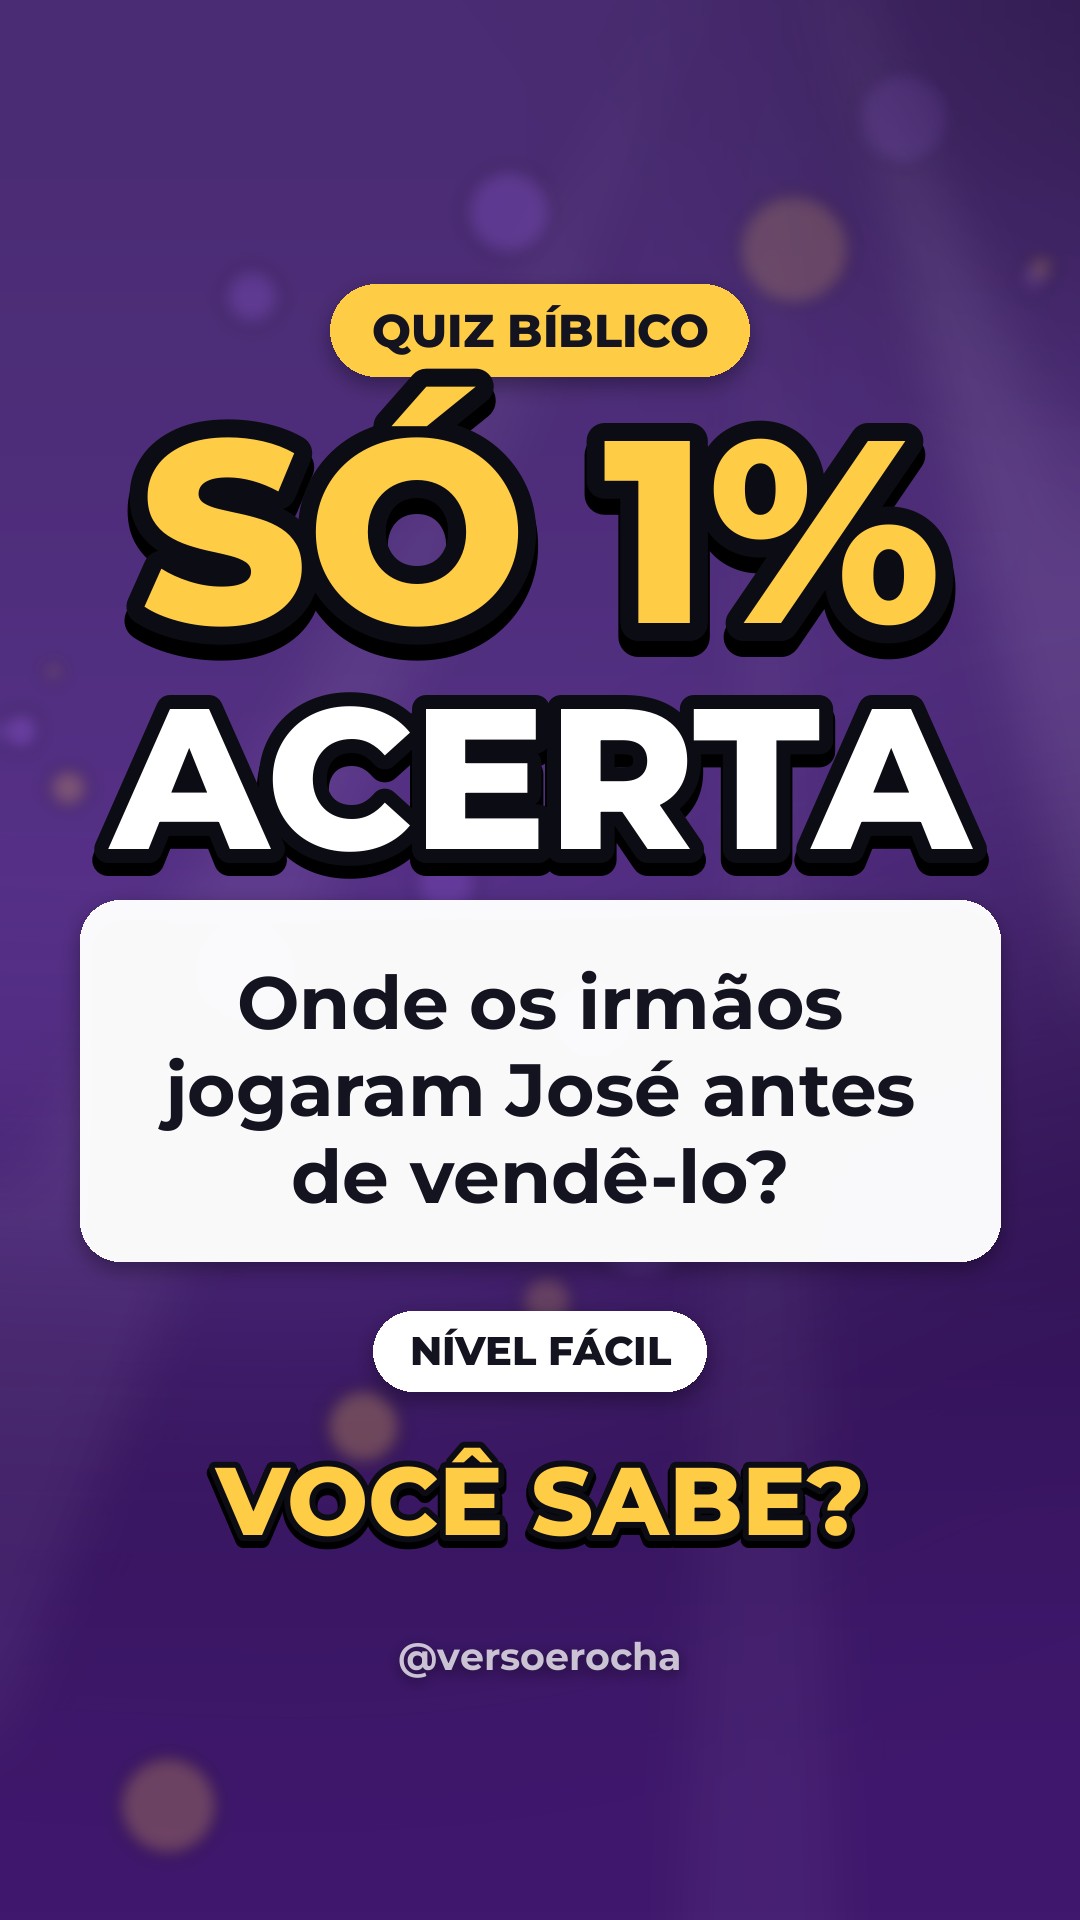 QUIZ BÍBLICO
SÓ 1%
ACERTA
Onde os irmãos
jogaram José antes
de vendê-lo?
NÍVEL FÁCIL
VOCÊ SABE?
@versoerocha